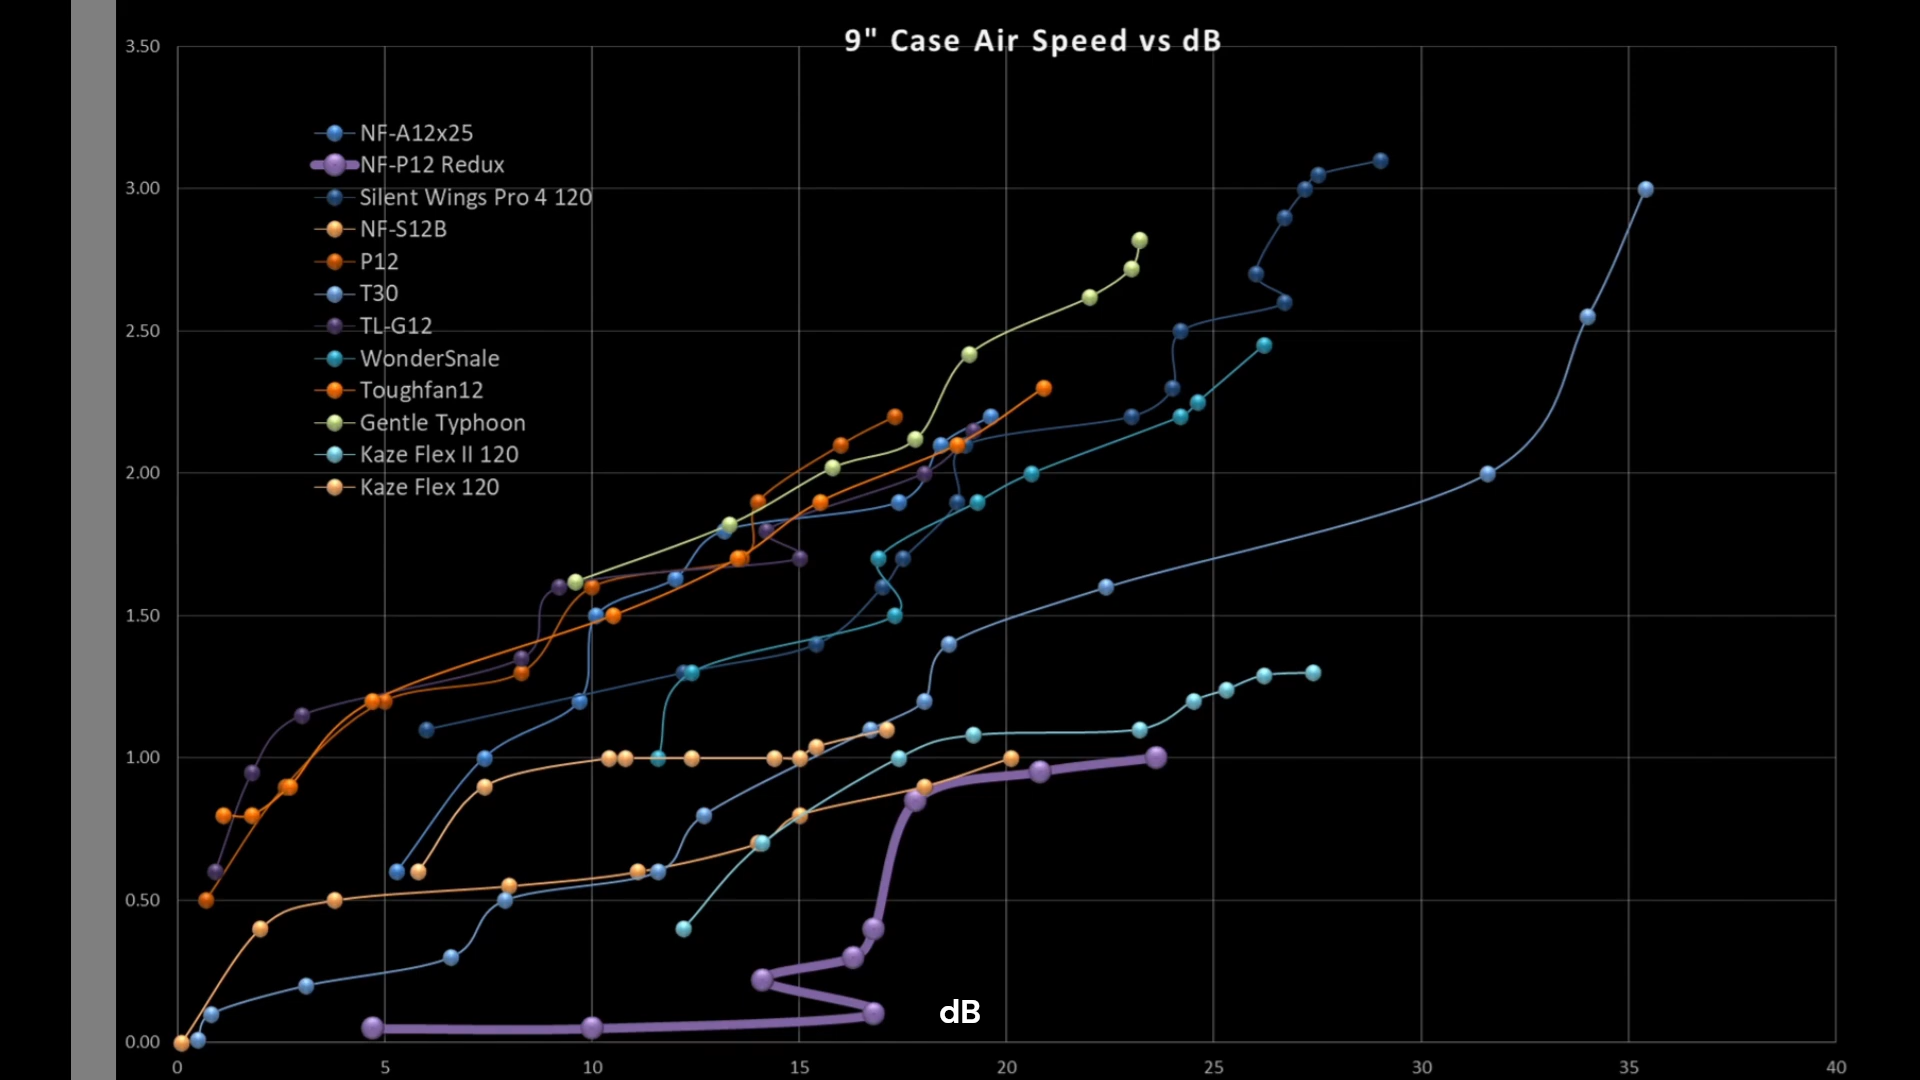 9" Case Air Speed vs dB
3.50
3.00
2.50
2.00
1.50
1.00
0.50
0.00
NF-A12x25
NF-P12 Redux
Silent Wings Pro 4 120
NF-S12B
P12
T30
TL-G12
WonderSnale
Toughfan12
Gentle Typhoon
Kaze Flex II 120
Kaze Flex 120
dB
0 5 10 15 20 25 30 35 40